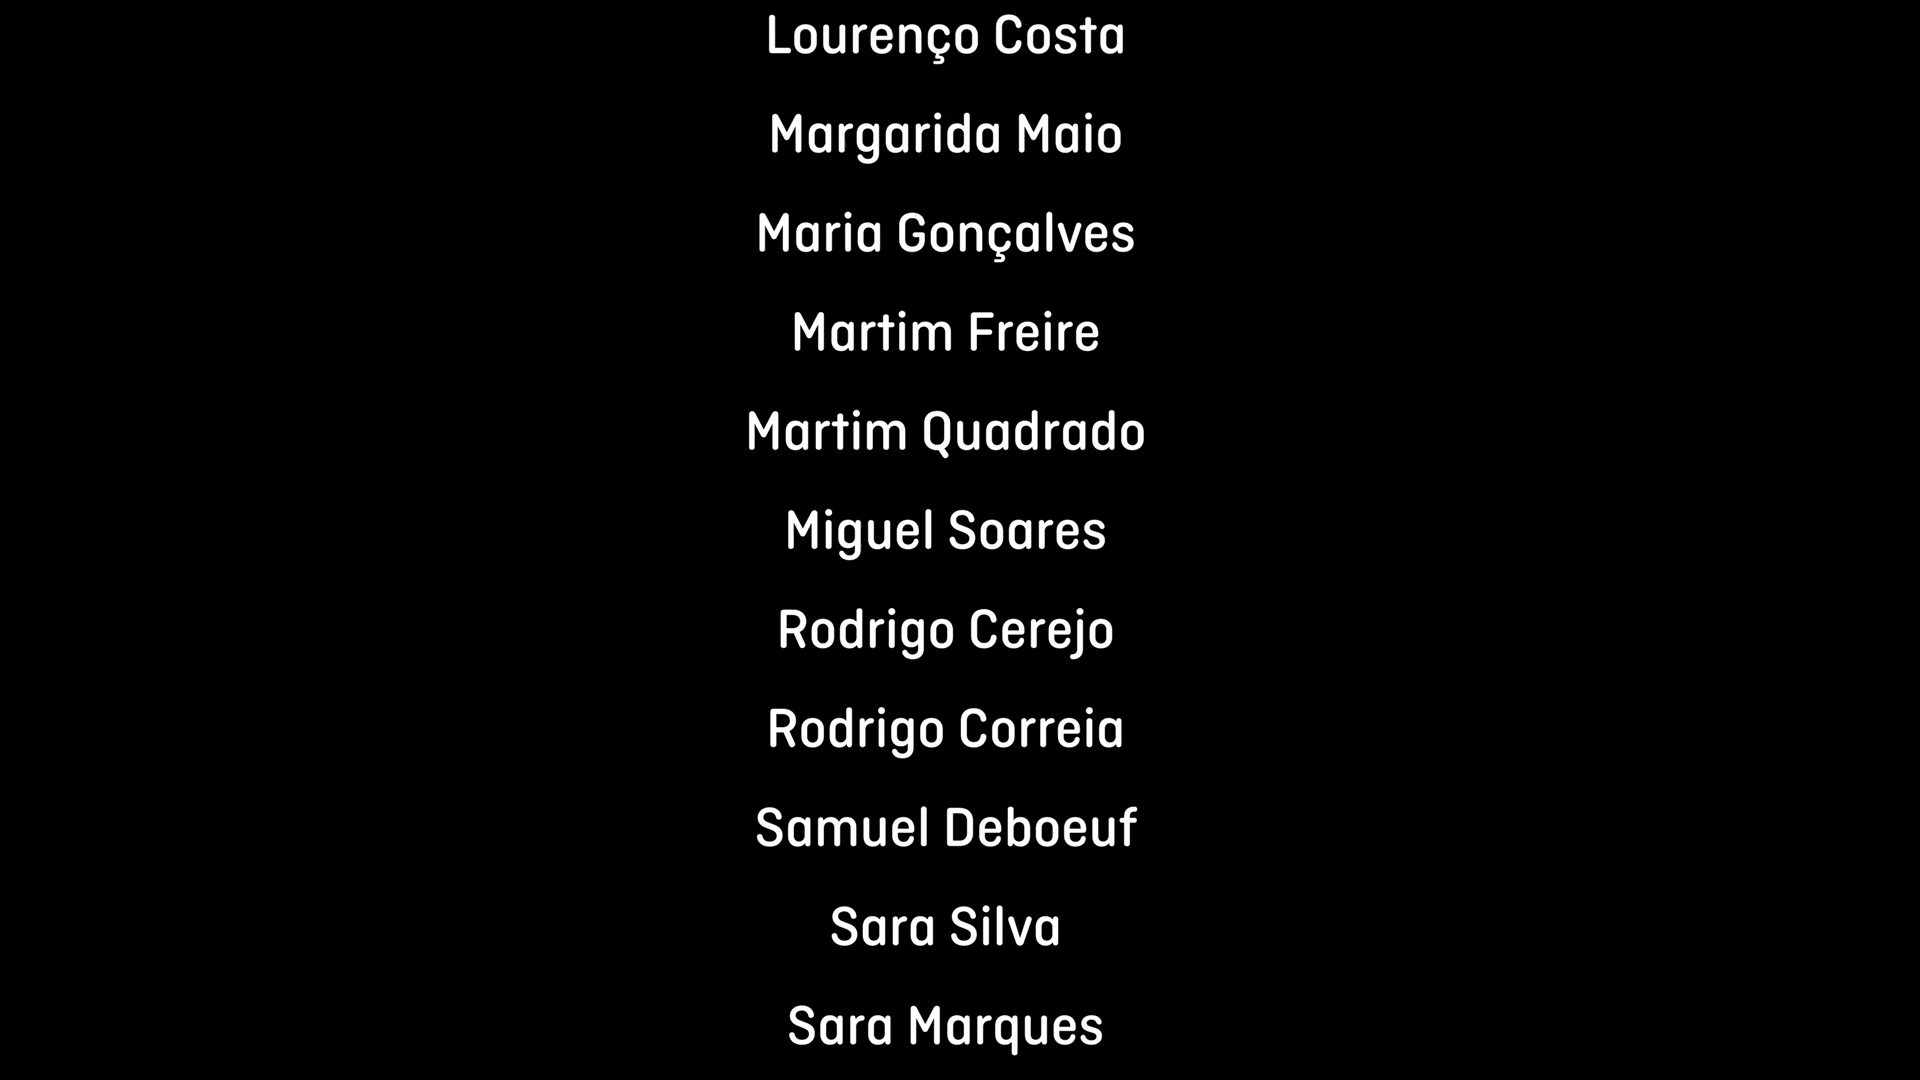 Lourenço Costa
Margarida Maio
Maria Gonçalves
Martim Freire
Martim Quadrado
Miguel Soares
Rodrigo Cerejo
Rodrigo Correia
Samuel Deboeuf
Sara Silva
Sara Marques